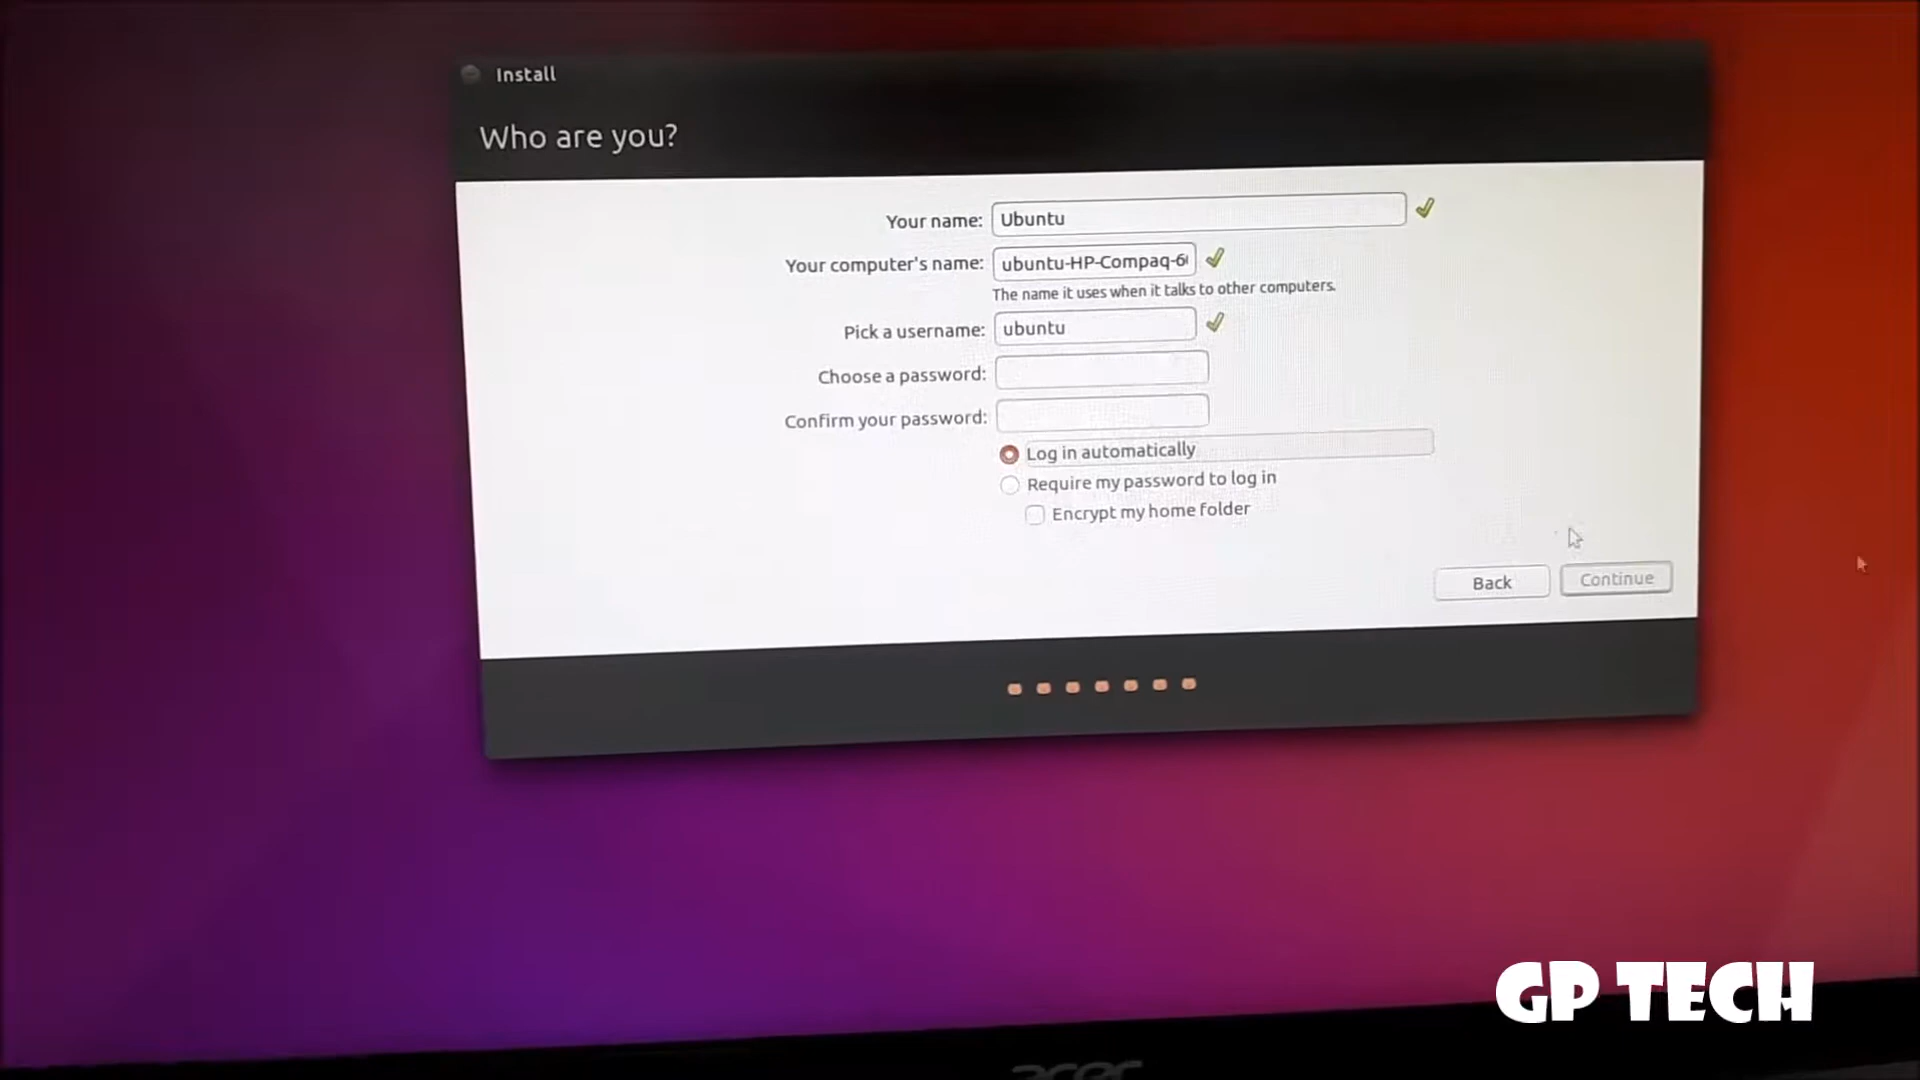 Install
Who are you?
Your name: Ubuntu
Your computer's name: ubuntu-HP-Compaq-6
The name it uses when it talks to other computers.
Pick a username: ubuntu
Choose a password:
Confirm your password:
Log in automatically
Require my password to log in
Encrypt my home folder
Back Continue
GP TECH
acer